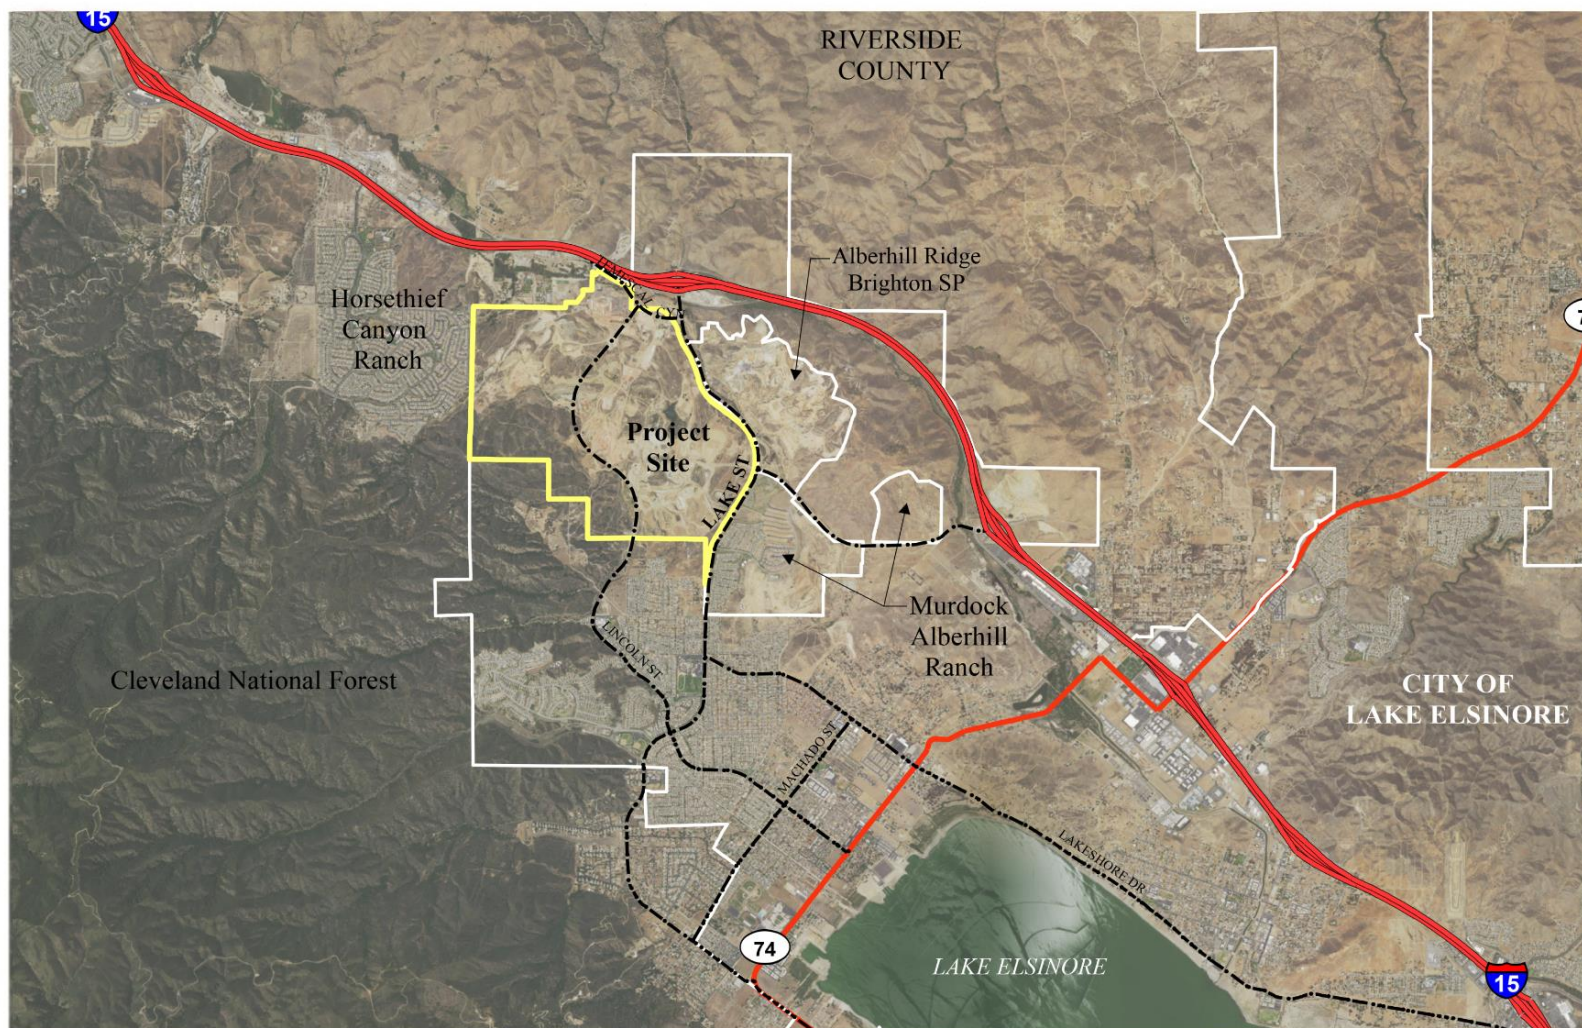 15
RIVERSIDE
COUNTY
Alberhill Ridge
Brighton SP
Horsethief
Canyon
Ranch
Project
Site
LAKE ST
Murdock
Alberhill
Ranch
LINCOLN ST
Cleveland National Forest
CITY OF
LAKE ELSINORE
MACHADO ST
LAKESHORE DR
74
LAKE ELSINORE
15